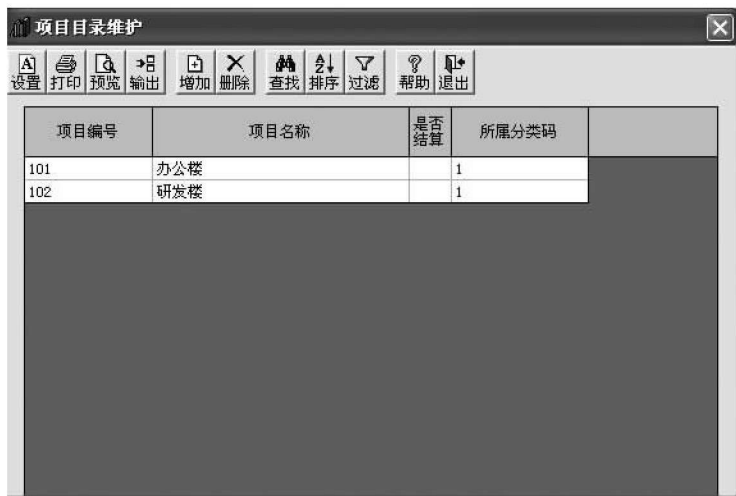 项目目录维护
设置 打印 预览 输出 增加 删除 查找 排序 过滤 帮助 退出
项目编号 项目名称 是否结算 所属分类码
101 办公楼 1
102 研发楼 1